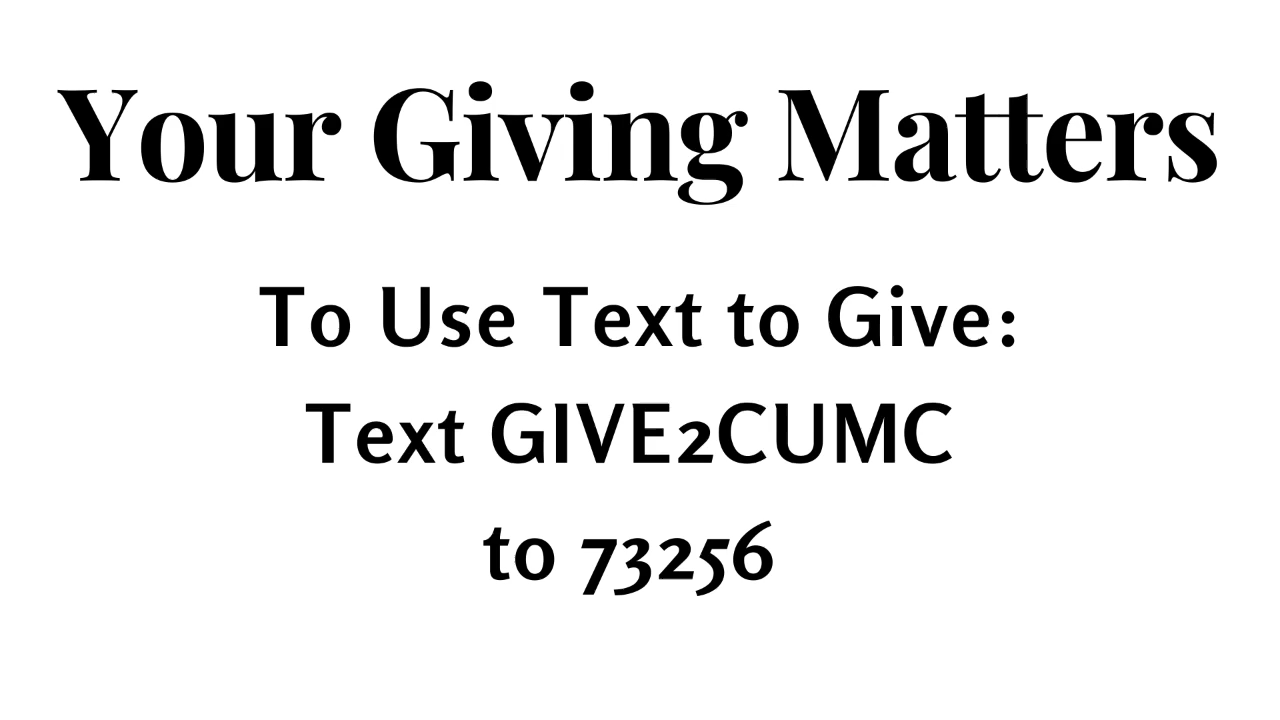 Your Giving Matters
To Use Text to Give:
Text GIVE2CUMC
to 73256